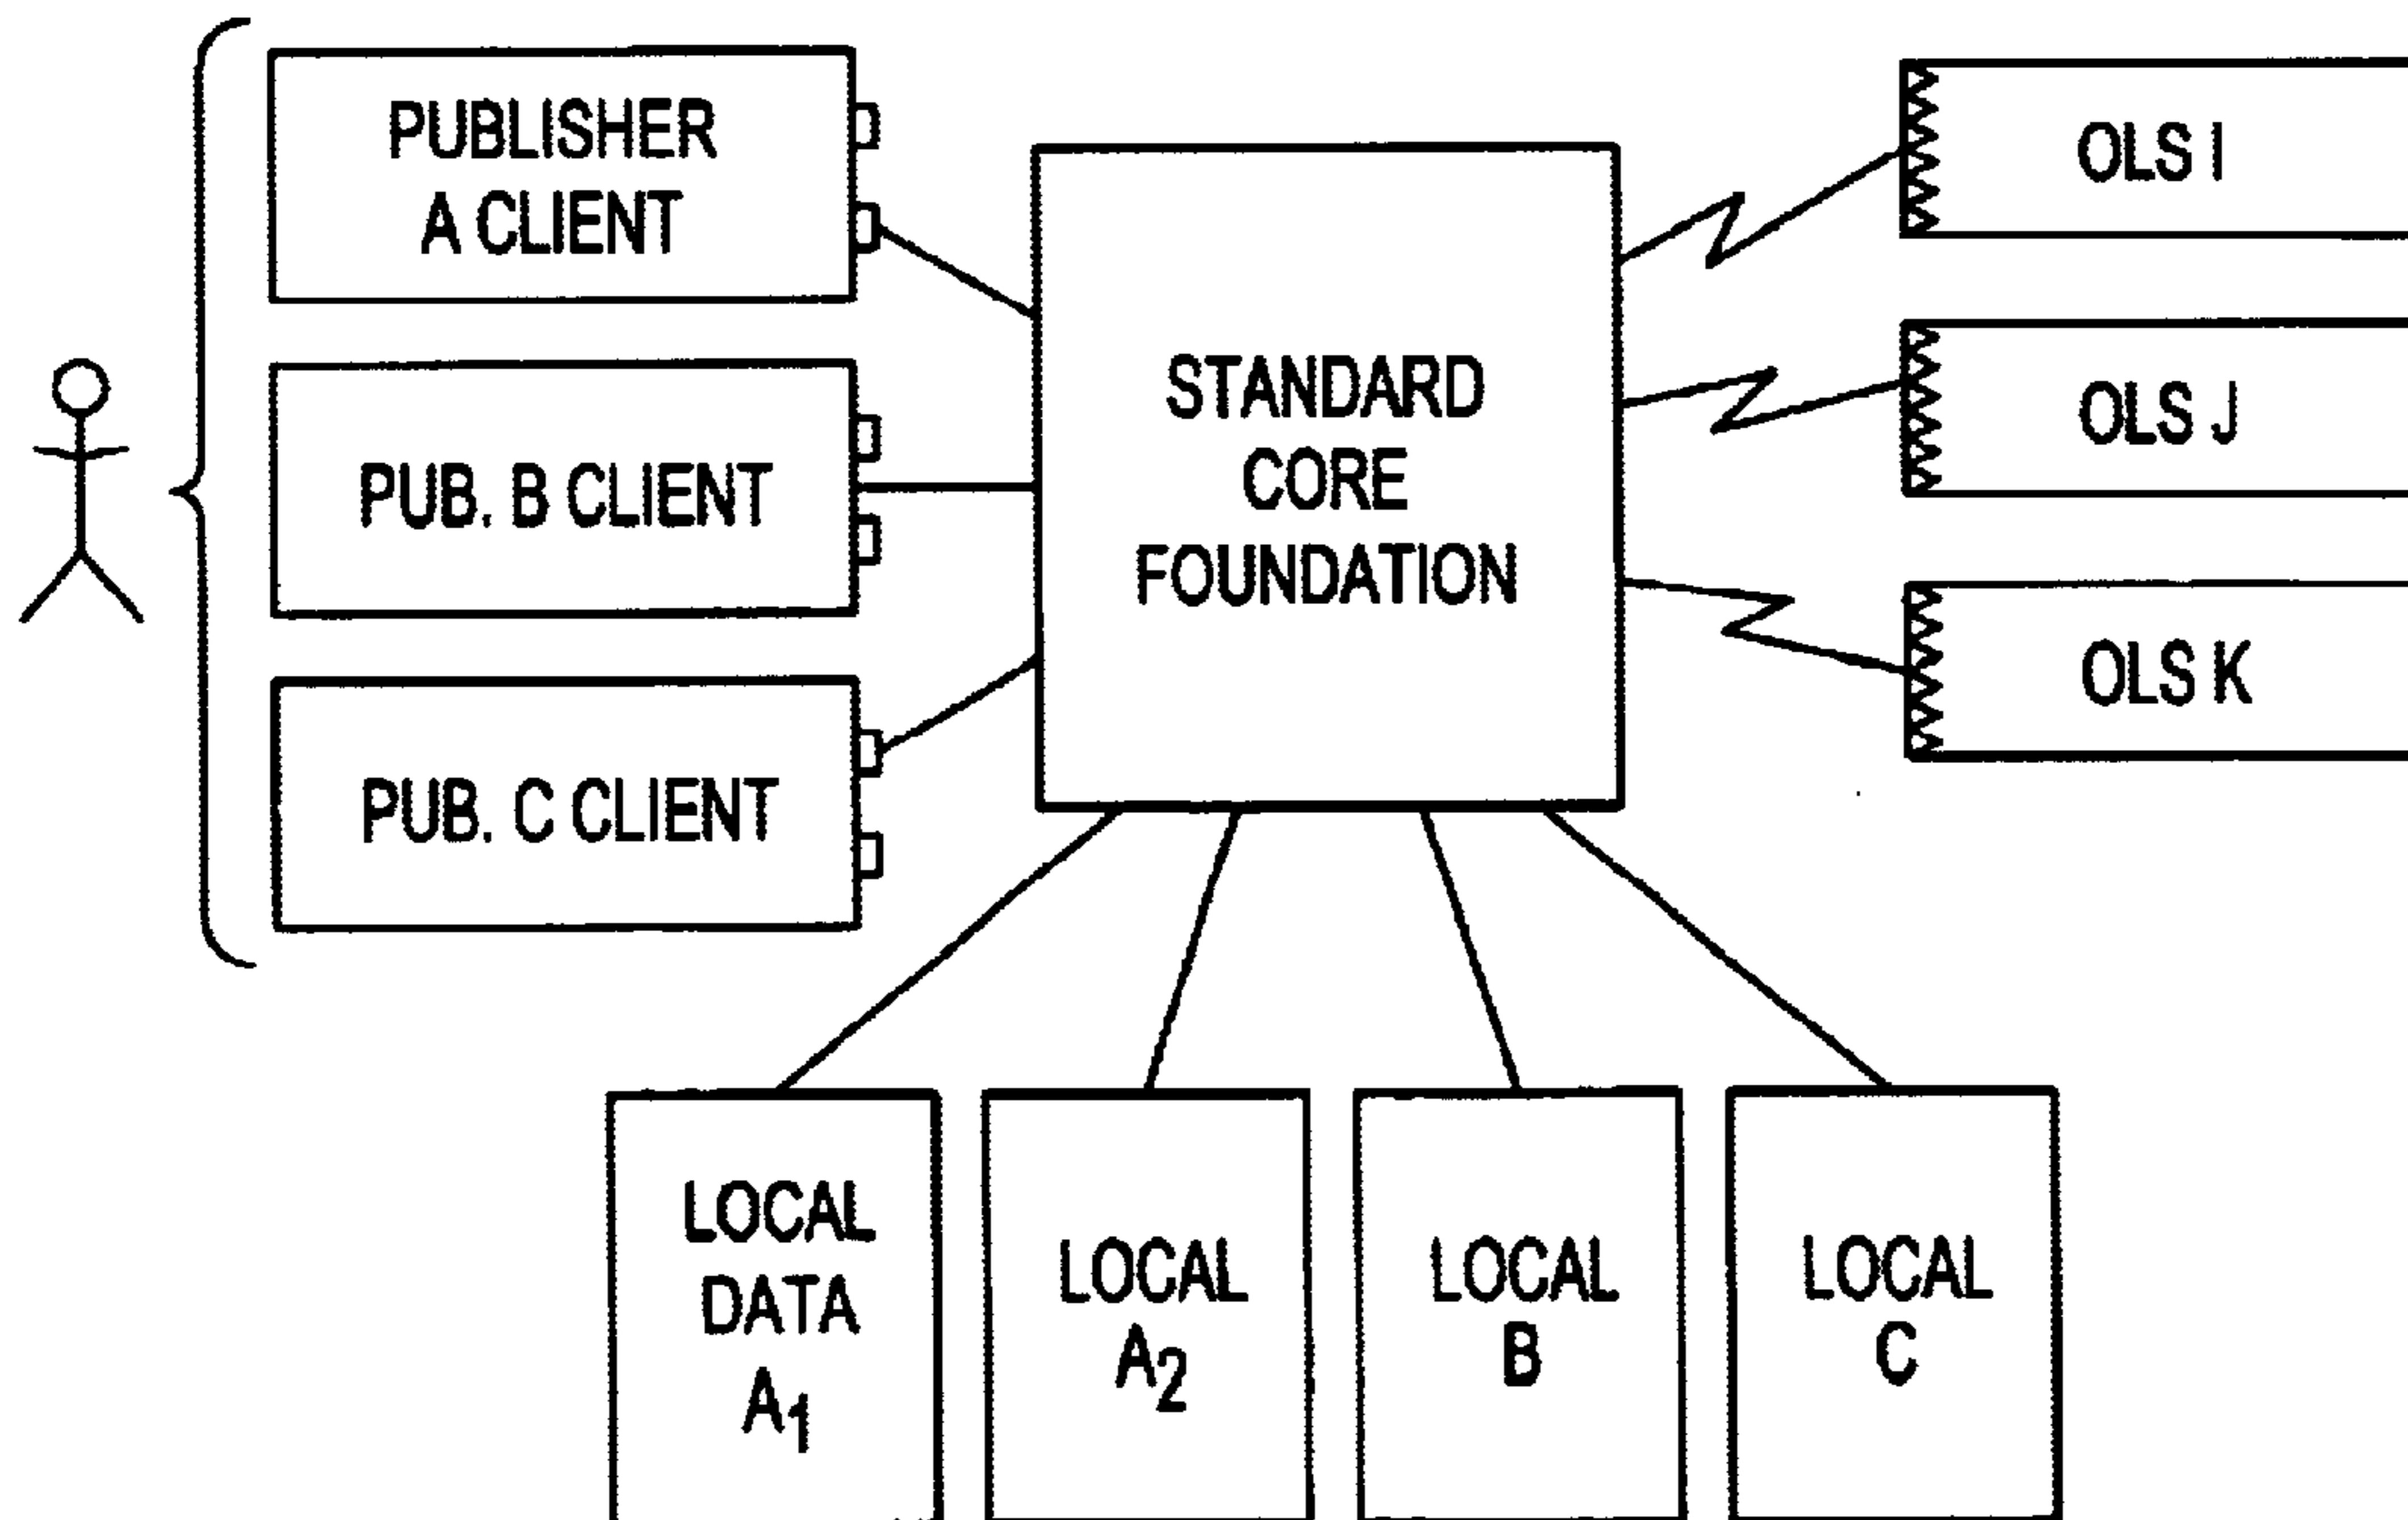 PUBLISHER
A CLIENT
PUB. B CLIENT
PUB. C CLIENT
STANDARD
CORE
FOUNDATION
OLS I
OLS J
OLS K
LOCAL
DATA
A1
LOCAL
A2
LOCAL
B
LOCAL
C